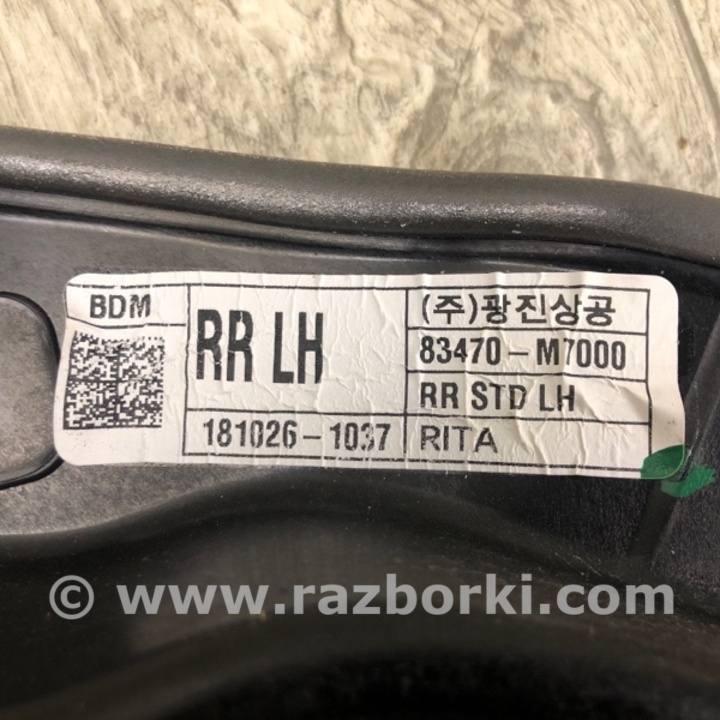 BDM
RR LH
(주)광진상공
83470-M7000
RR STD LH
181026-1037
RITA
© www.razborki.com